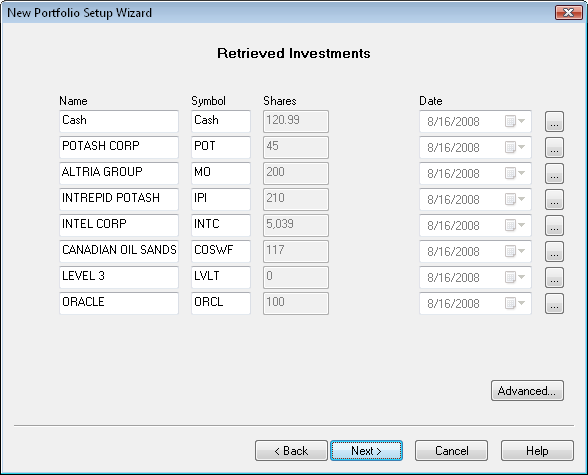 New Portfolio Setup Wizard
Retrieved Investments
Name Symbol Shares Date
Cash Cash 120.99 8/16/2008 ...
POTASH CORP POT 45 8/16/2008 ...
ALTRIA GROUP MO 200 8/16/2008 ...
INTREPID POTASH IPI 210 8/16/2008 ...
INTEL CORP INTC 5,039 8/16/2008 ...
CANADIAN OIL SANDS COSWF 117 8/16/2008 ...
LEVEL 3 LVLT 0 8/16/2008 ...
ORACLE ORCL 100 8/16/2008 ...
Advanced...
< Back Next > Cancel Help